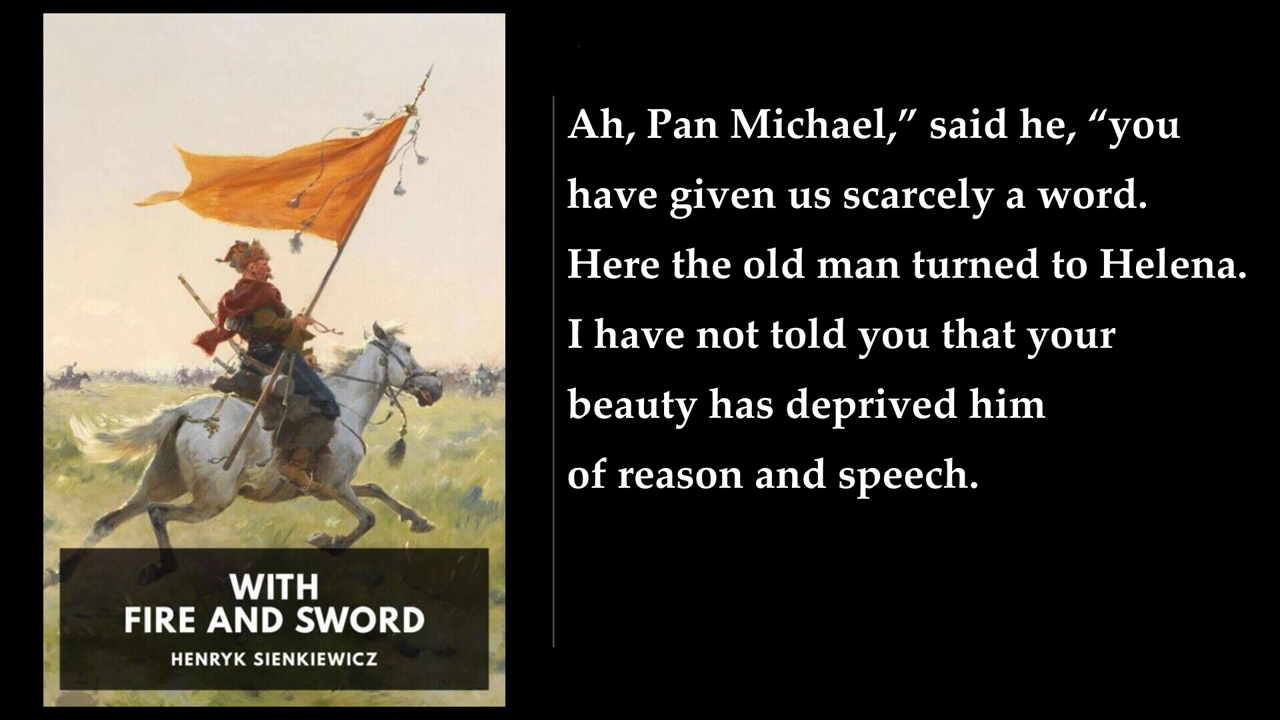 Ah, Pan Michael,” said he, “you
have given us scarcely a word.
Here the old man turned to Helena.
I have not told you that your
beauty has deprived him
of reason and speech.
WITH
FIRE AND SWORD
HENRYK SIENKIEWICZ